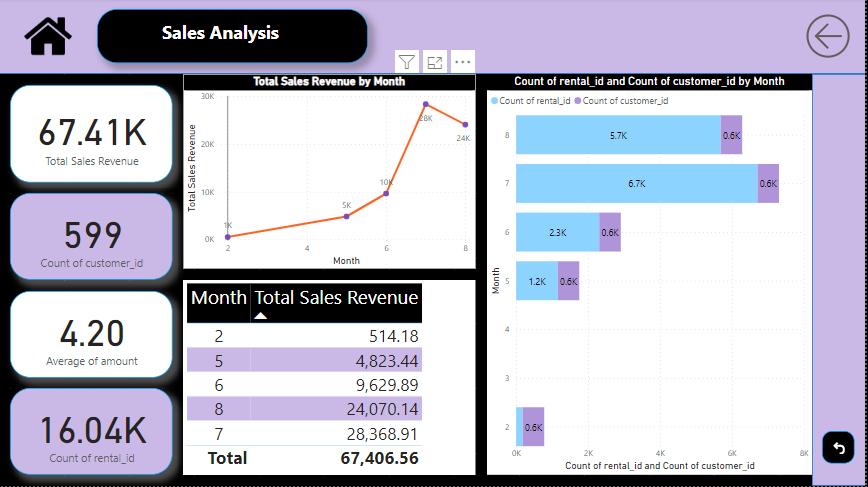 Sales Analysis
67.41K
Total Sales Revenue
599
Count of customer_id
4.20
Average of amount
16.04K
Count of rental_id
Total Sales Revenue by Month
Total Sales Revenue
30K
20K
10K
0K
1K
5K
10K
28K
24K
2 4 6 8
Month
Month Total Sales Revenue
2 514.18
5 4,823.44
6 9,629.89
8 24,070.14
7 28,368.91
Total 67,406.56
Count of rental_id and Count of customer_id by Month
Count of rental_id Count of customer_id
Month
8 5.7K 0.6K
7 6.7K 0.6K
6 2.3K 0.6K
5 1.2K 0.6K
4
3
2 0.6K
0K 2K 4K 6K 8K
Count of rental_id and Count of customer_id